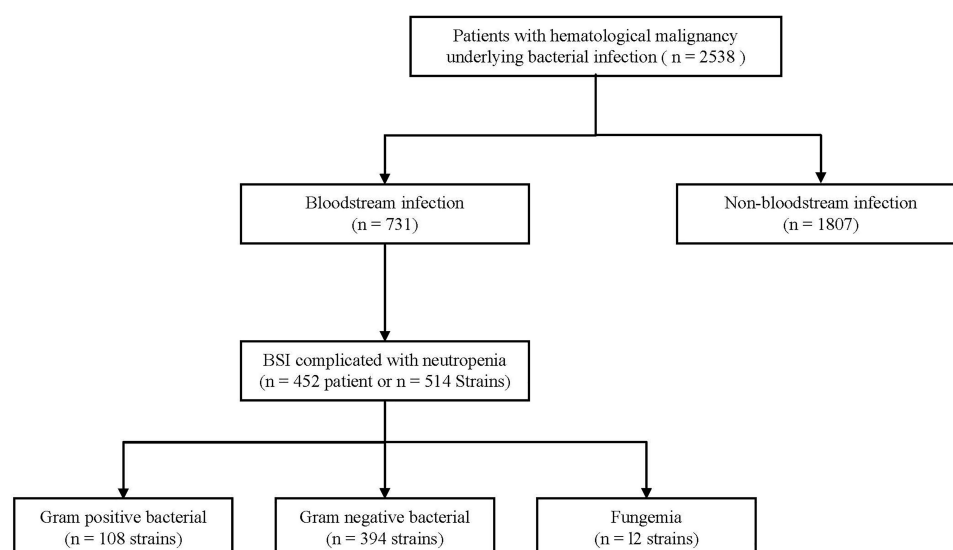 Patients with hematological malignancy
underlying bacterial infection ( n = 2538 )
Bloodstream infection
(n = 731)
Non-bloodstream infection
(n = 1807)
BSI complicated with neutropenia
(n = 452 patient or n = 514 Strains)
Gram positive bacterial
(n = 108 strains)
Gram negative bacterial
(n = 394 strains)
Fungemia
(n = l2 strains)